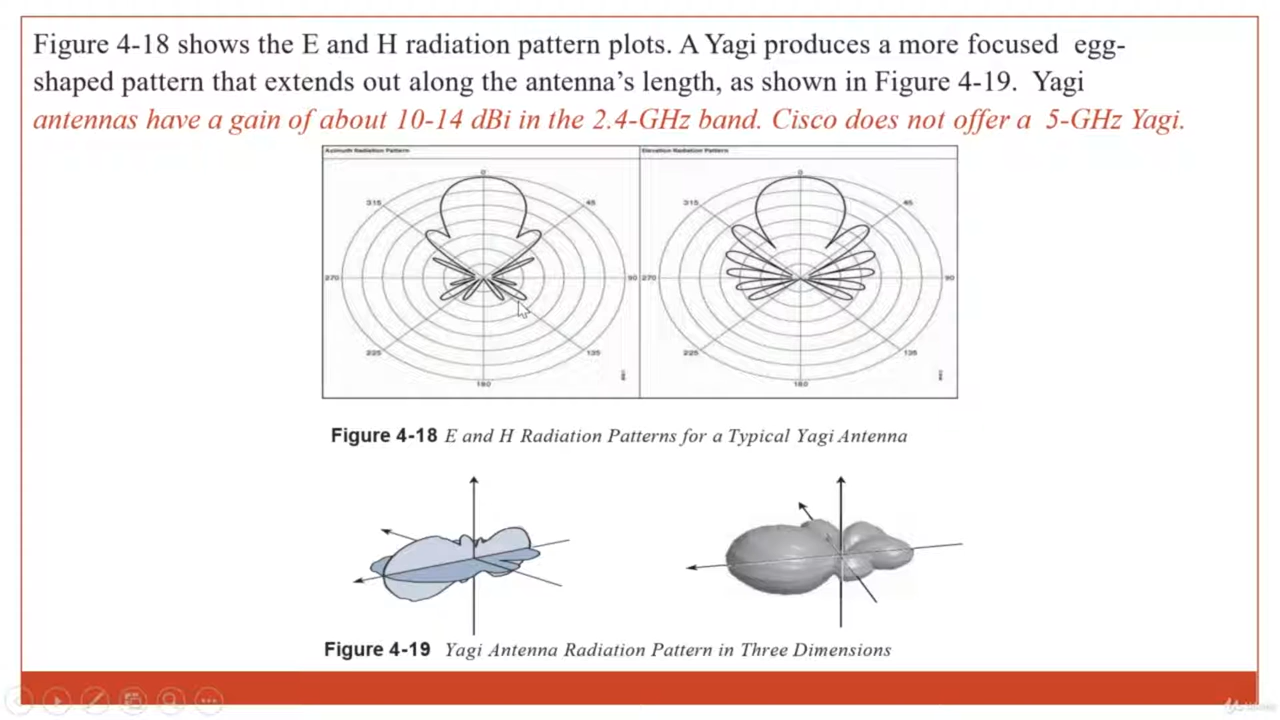 Figure 4-18 shows the E and H radiation pattern plots. A Yagi produces a more focused egg-
shaped pattern that extends out along the antenna's length, as shown in Figure 4-19. Yagi
antennas have a gain of about 10-14 dBi in the 2.4-GHz band. Cisco does not offer a 5-GHz Yagi.
Azimuth Radiation Pattern
Elevation Radiation Pattern
0
0
315
45
315
45
270
90
270
90
225
135
225
135
180
180
Figure 4-18 E and H Radiation Patterns for a Typical Yagi Antenna
Figure 4-19 Yagi Antenna Radiation Pattern in Three Dimensions